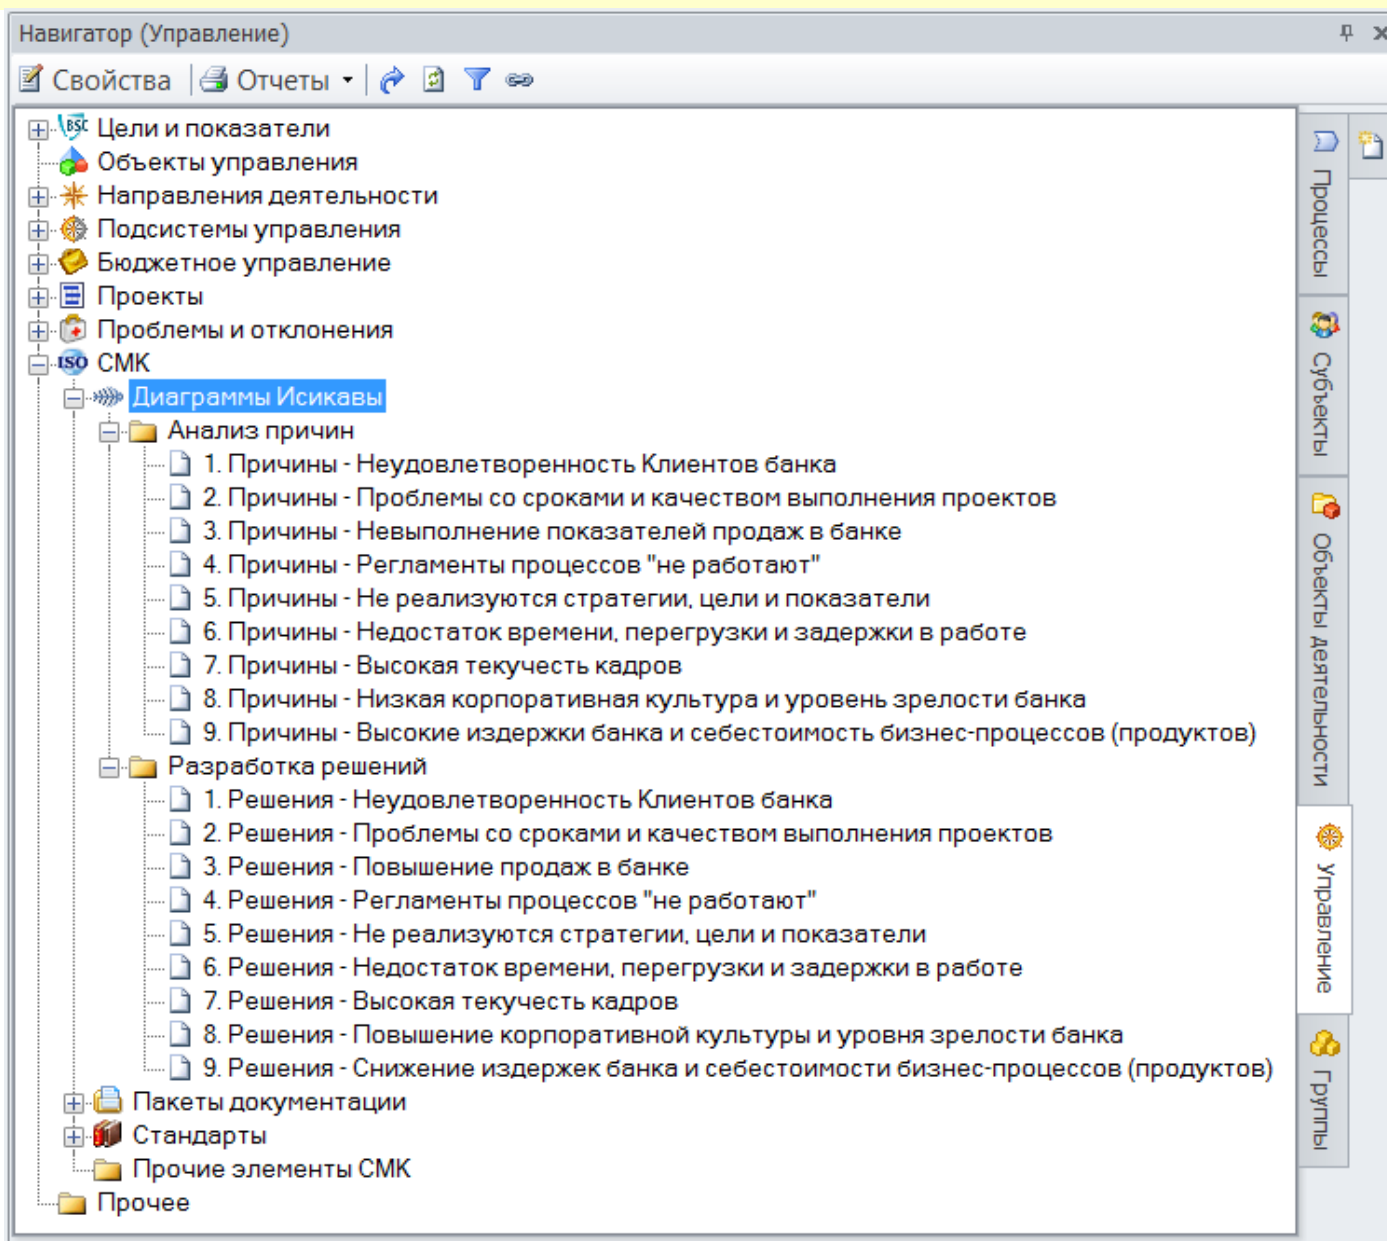 Навигатор (Управление)
Свойства Отчеты
BSC Цели и показатели
Объекты управления
Направления деятельности
Подсистемы управления
Бюджетное управление
Проекты
Проблемы и отклонения
ISO СМК
Диаграммы Исикавы
Анализ причин
1. Причины - Неудовлетворенность Клиентов банка
2. Причины - Проблемы со сроками и качеством выполнения проектов
3. Причины - Невыполнение показателей продаж в банке
4. Причины - Регламенты процессов "не работают"
5. Причины - Не реализуются стратегии, цели и показатели
6. Причины - Недостаток времени, перегрузки и задержки в работе
7. Причины - Высокая текучесть кадров
8. Причины - Низкая корпоративная культура и уровень зрелости банка
9. Причины - Высокие издержки банка и себестоимость бизнес-процессов (продуктов)
Разработка решений
1. Решения - Неудовлетворенность Клиентов банка
2. Решения - Проблемы со сроками и качеством выполнения проектов
3. Решения - Повышение продаж в банке
4. Решения - Регламенты процессов "не работают"
5. Решения - Не реализуются стратегии, цели и показатели
6. Решения - Недостаток времени, перегрузки и задержки в работе
7. Решения - Высокая текучесть кадров
8. Решения - Повышение корпоративной культуры и уровня зрелости банка
9. Решения - Снижение издержек банка и себестоимости бизнес-процессов (продуктов)
Пакеты документации
Стандарты
Прочие элементы СМК
Прочее
Процессы
Субъекты
Объекты деятельности
Управление
Группы